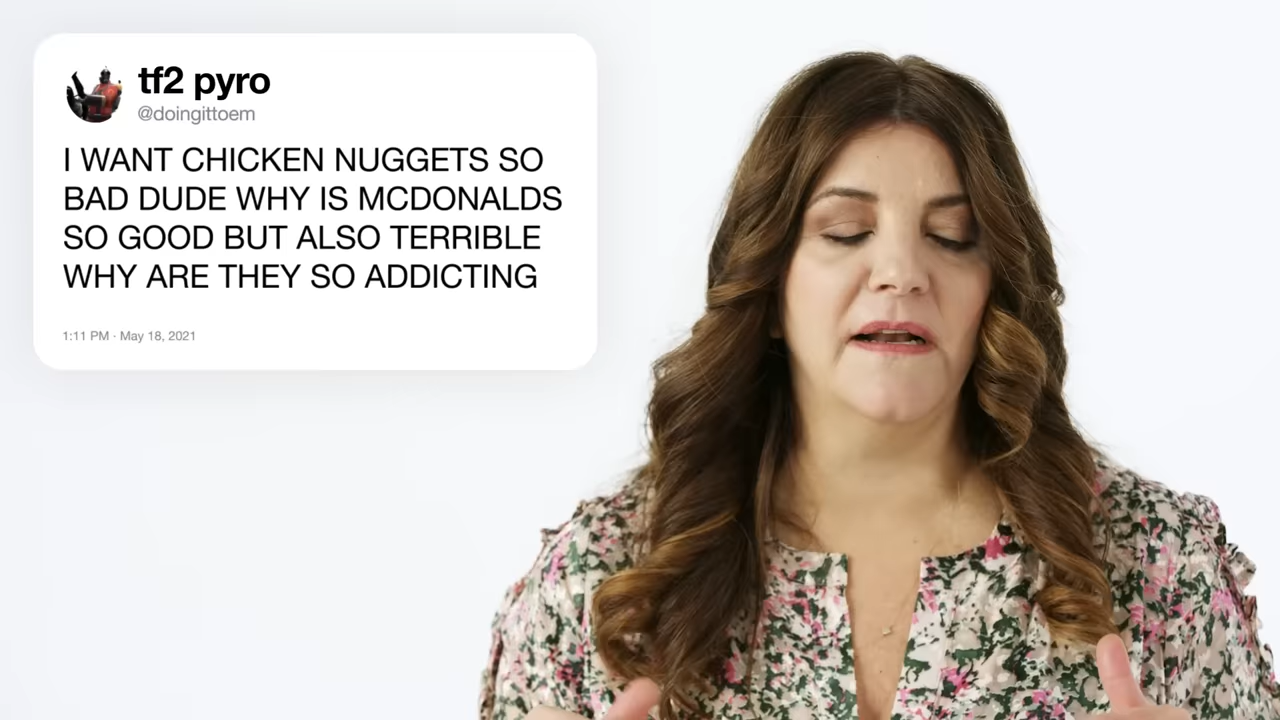 tf2 pyro
@doingittoem
I WANT CHICKEN NUGGETS SO
BAD DUDE WHY IS MCDONALDS
SO GOOD BUT ALSO TERRIBLE
WHY ARE THEY SO ADDICTING
1:11 PM · May 18, 2021